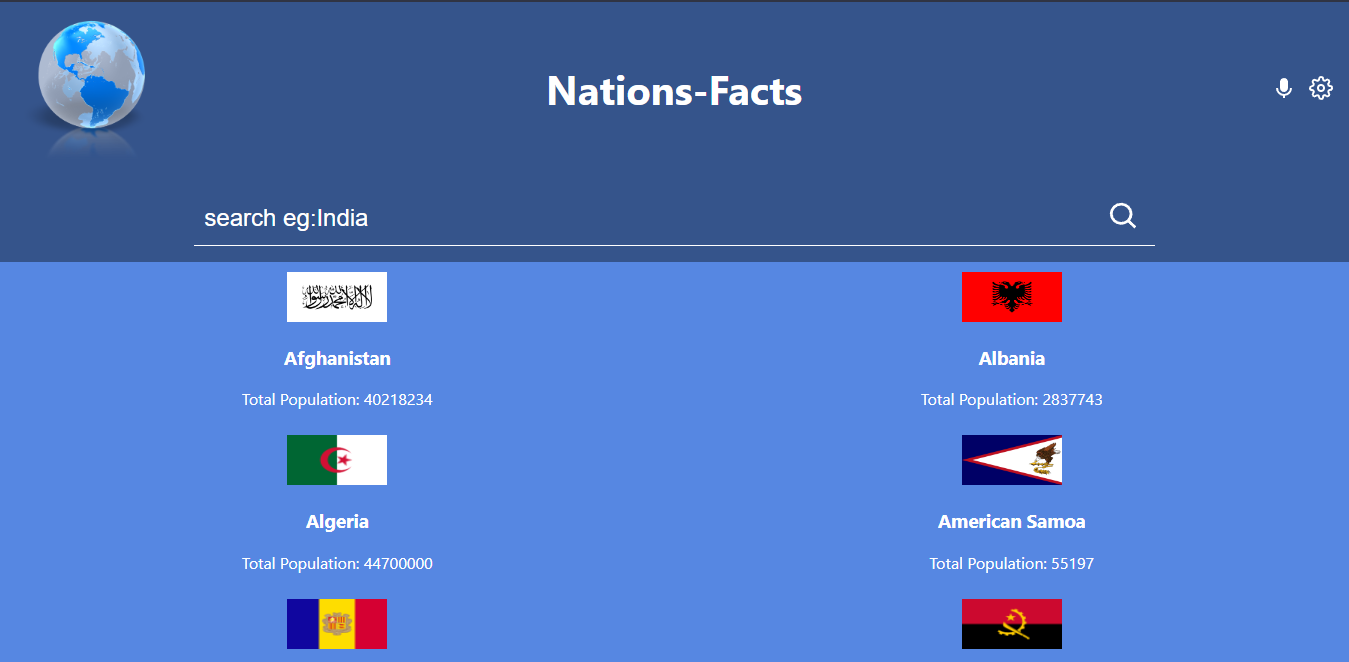 Nations-Facts
search eg:India
Afghanistan
Total Population: 40218234
Albania
Total Population: 2837743
Algeria
Total Population: 44700000
American Samoa
Total Population: 55197